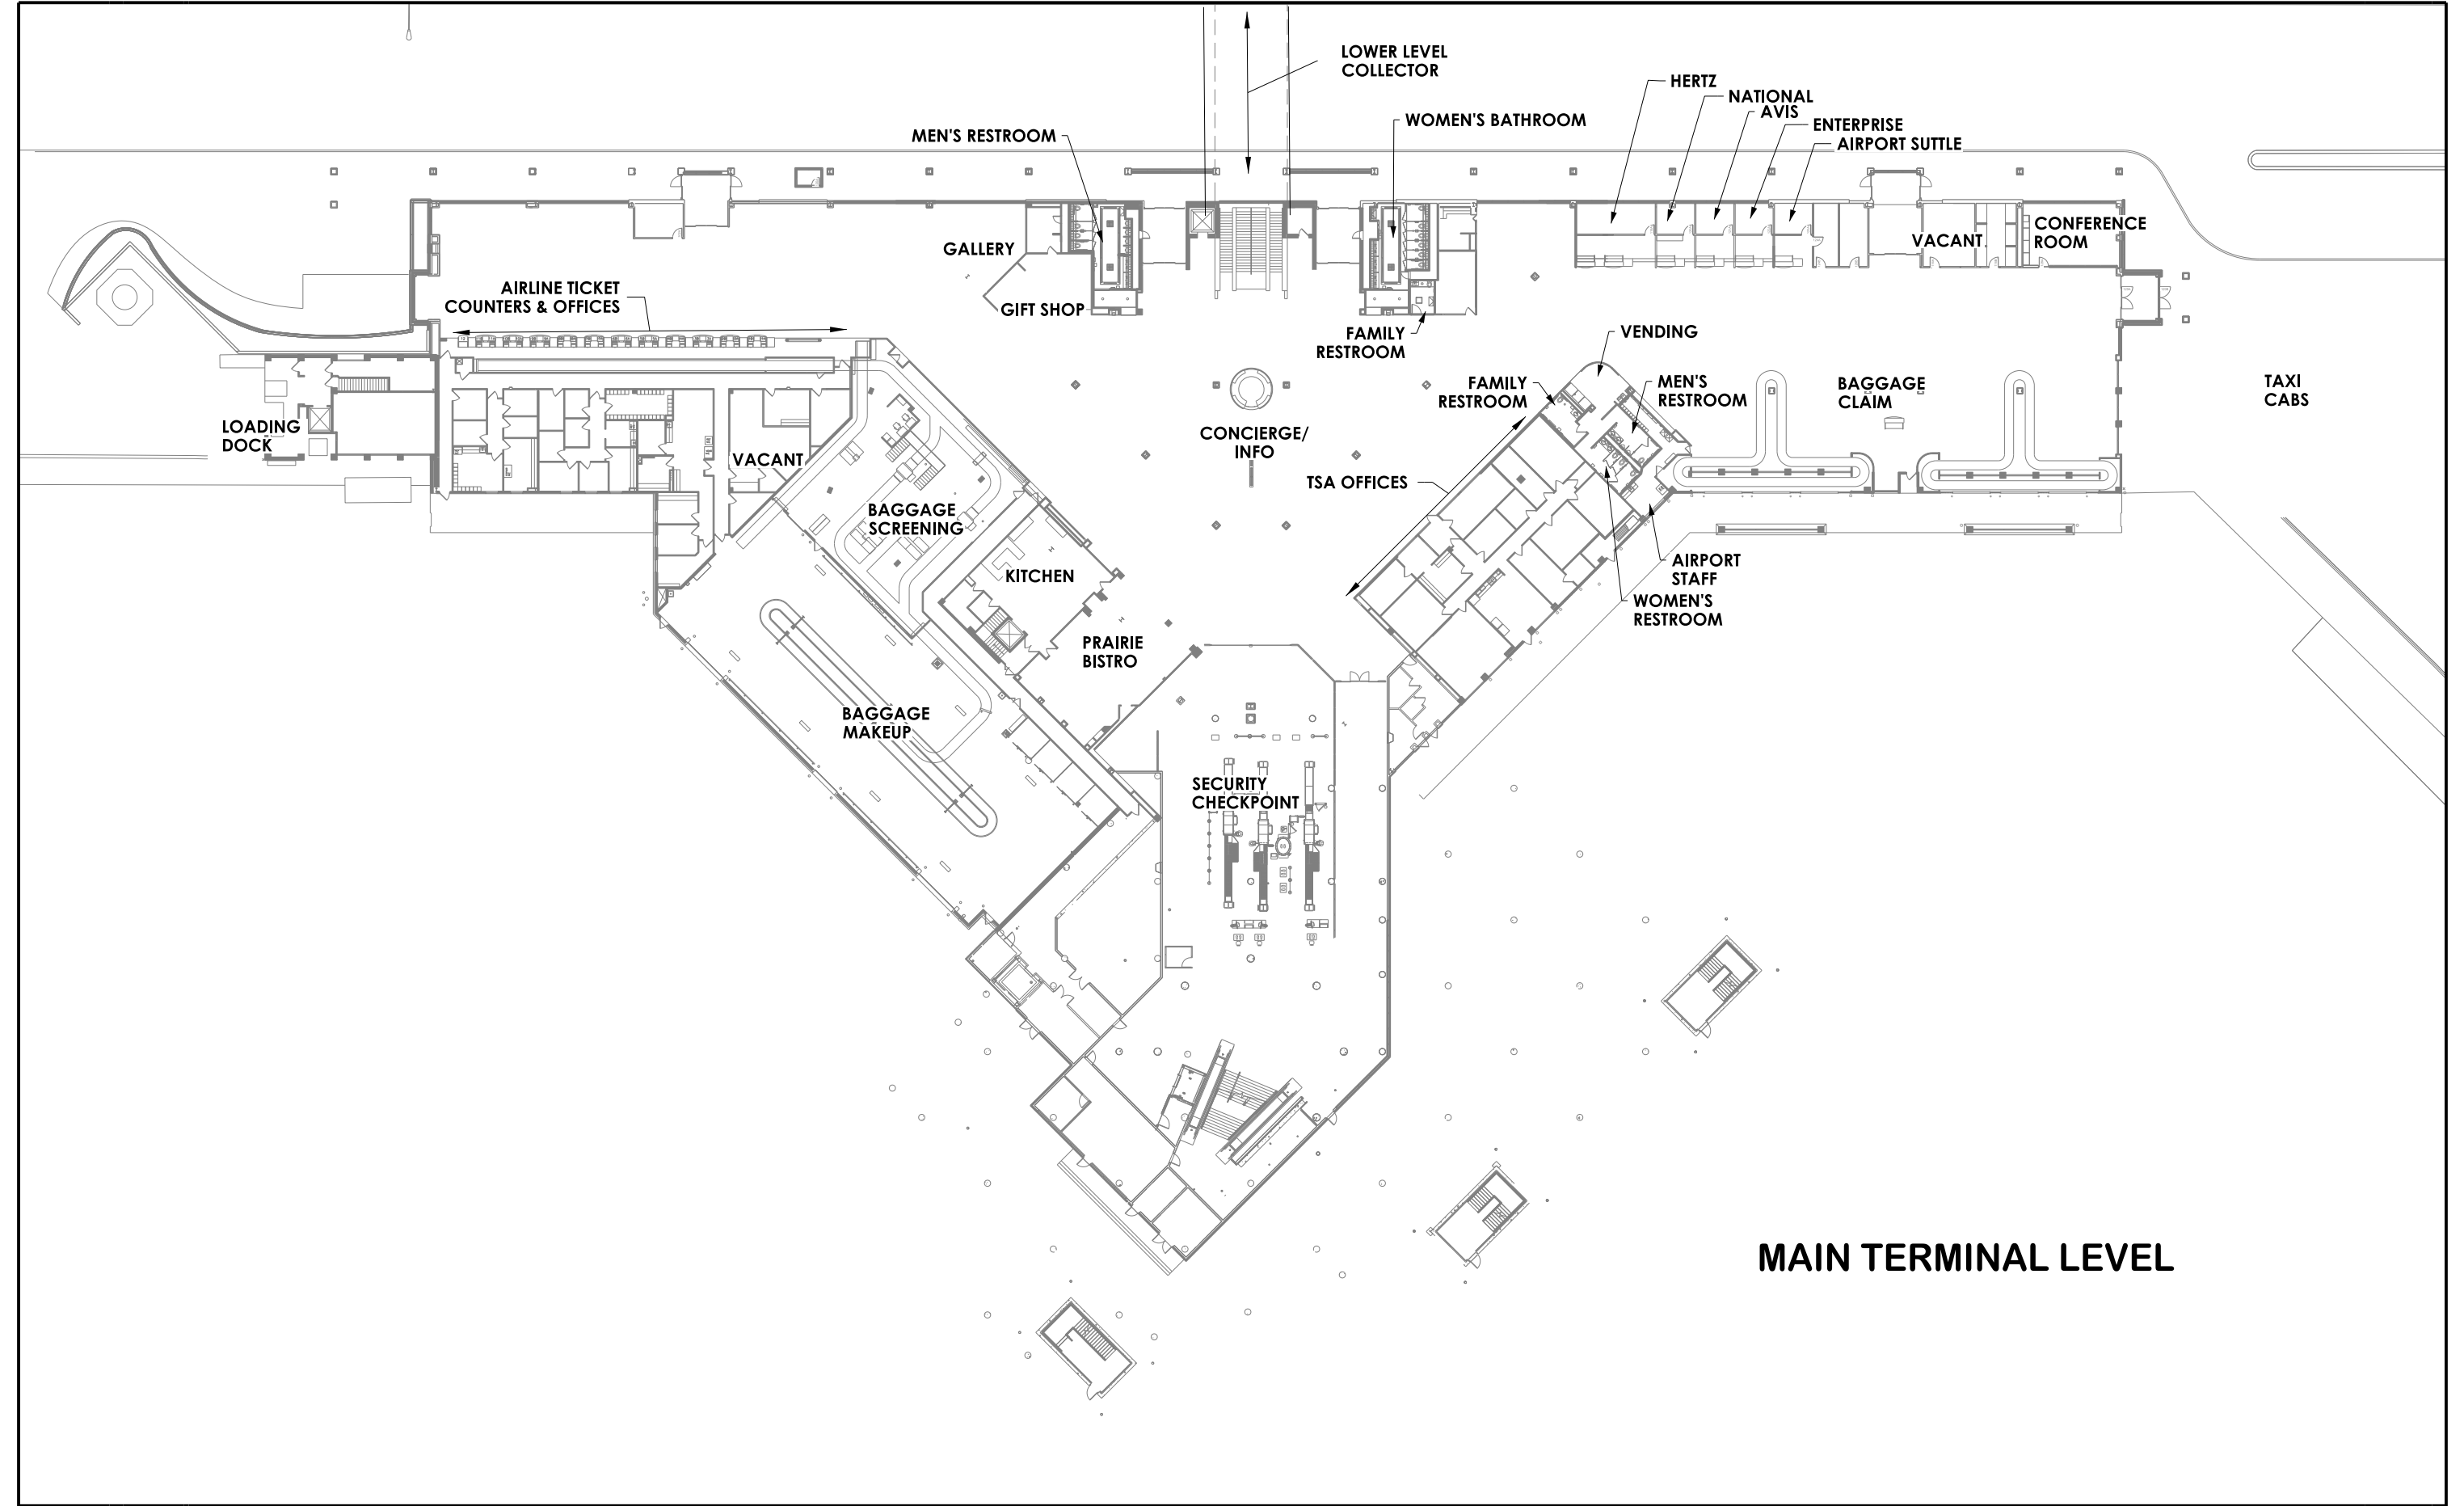 LOWER LEVEL
COLLECTOR
HERTZ
NATIONAL
AVIS
ENTERPRISE
AIRPORT SUTTLE
WOMEN'S BATHROOM
MEN'S RESTROOM
GALLERY
GIFT SHOP
VACANT
CONFERENCE
ROOM
AIRLINE TICKET
COUNTERS & OFFICES
FAMILY
RESTROOM
VENDING
FAMILY
RESTROOM
MEN'S
RESTROOM
BAGGAGE
CLAIM
TAXI
CABS
LOADING
DOCK
VACANT
CONCIERGE/
INFO
TSA OFFICES
BAGGAGE
SCREENING
KITCHEN
AIRPORT
STAFF
WOMEN'S
RESTROOM
PRAIRIE
BISTRO
BAGGAGE
MAKEUP
SECURITY
CHECKPOINT
MAIN TERMINAL LEVEL